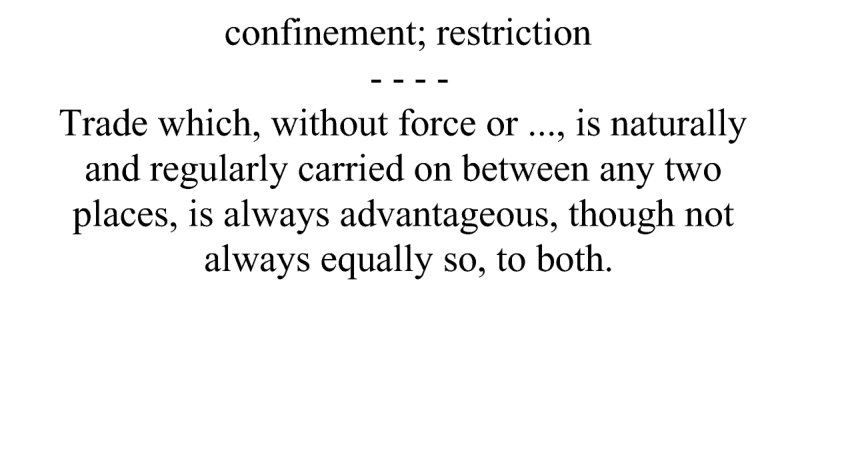 confinement; restriction
- - - -
Trade which, without force or ..., is naturally
and regularly carried on between any two
places, is always advantageous, though not
always equally so, to both.